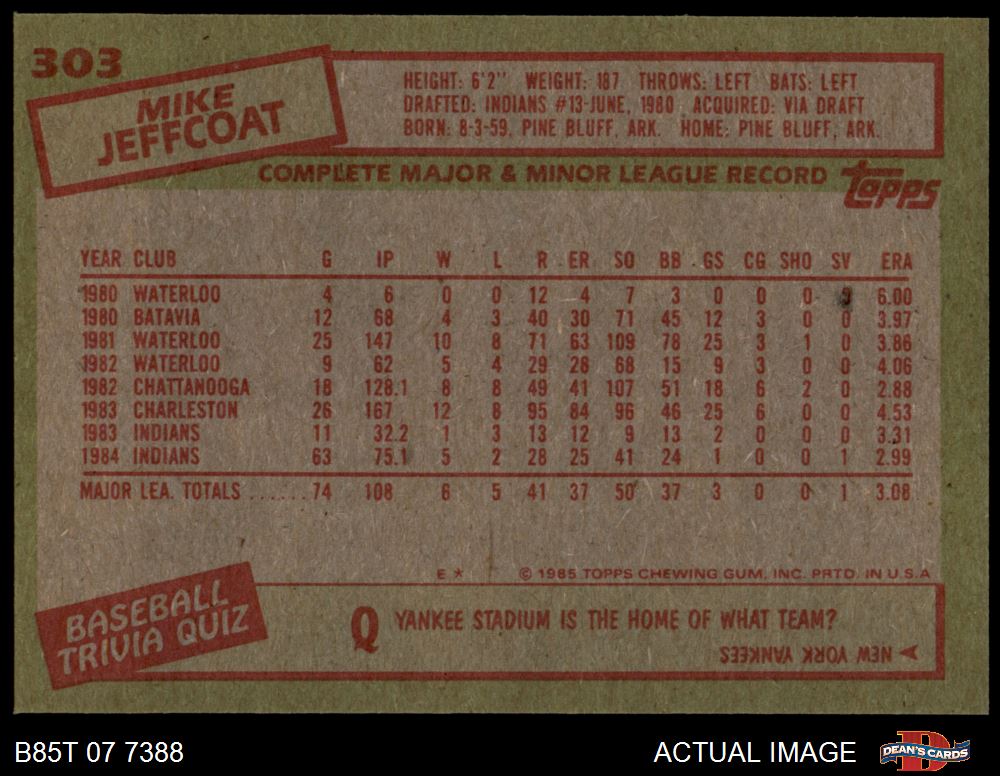 303
MIKE
JEFFCOAT
HEIGHT: 6'2" WEIGHT: 187 THROWS: LEFT BATS: LEFT
DRAFTED: INDIANS #13-JUNE, 1980 ACQUIRED: VIA DRAFT
BORN: 8-3-59, PINE BLUFF, ARK. HOME: PINE BLUFF, ARK.
COMPLETE MAJOR & MINOR LEAGUE RECORD topps
YEAR CLUB G IP W L R ER SO BB GS CG SHO SV ERA
1980 WATERLOO 4 6 0 0 12 4 7 3 0 0 0 0 6.00
1980 BATAVIA 12 68 4 3 40 30 71 45 12 3 0 0 3.97
1981 WATERLOO 25 147 10 8 71 63 109 78 25 3 1 0 3.86
1982 WATERLOO 9 62 5 4 29 28 68 15 9 3 0 0 4.06
1982 CHATTANOOGA 18 128.1 8 8 49 41 107 51 18 6 2 0 2.88
1983 CHARLESTON 26 167 12 8 95 84 96 46 25 6 0 0 4.53
1983 INDIANS 11 32.2 1 3 13 12 9 13 2 0 0 0 3.31
1984 INDIANS 63 75.1 5 2 28 25 41 24 1 0 0 1 2.99
MAJOR LEA. TOTALS ...... 74 108 6 5 41 37 50 37 3 0 0 1 3.08
E * © 1985 TOPPS CHEWING GUM, INC. PRTD. IN U.S.A
BASEBALL
TRIVIA QUIZ
Q YANKEE STADIUM IS THE HOME OF WHAT TEAM?
A NEW YORK YANKEES
B85T 07 7388
ACTUAL IMAGE
D
DEAN'S CARDS